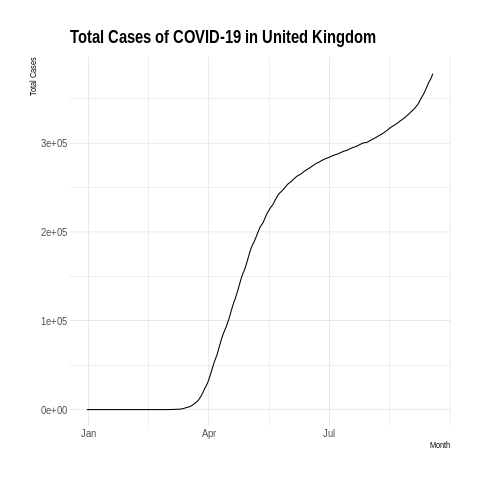 Total Cases of COVID-19 in United Kingdom
Total Cases
3e+05
2e+05
1e+05
0e+00
Jan Apr Jul
Month